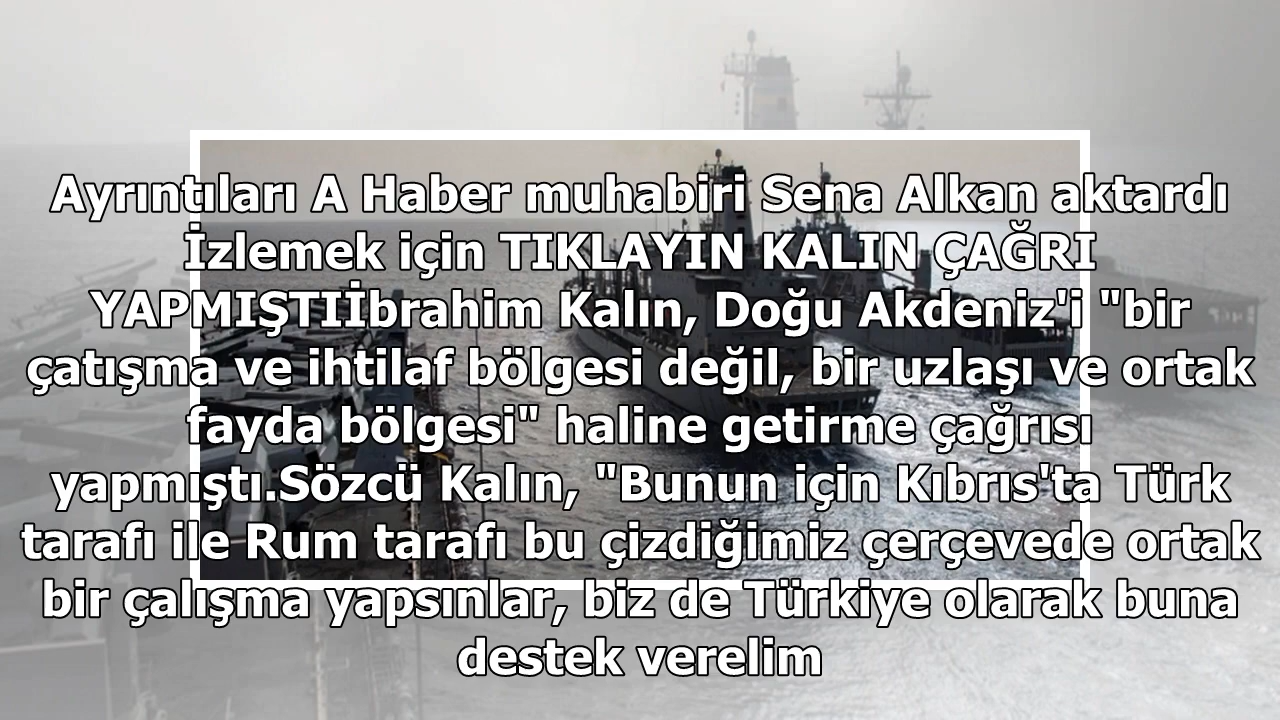 Ayrıntıları A Haber muhabiri Sena Alkan aktardı
İzlemek için TIKLAYIN KALIN ÇAĞRI
YAPMIŞTIİbrahim Kalın, Doğu Akdeniz'i "bir
çatışma ve ihtilaf bölgesi değil, bir uzlaşı ve ortak
fayda bölgesi" haline getirme çağrısı
yapmıştı.Sözcü Kalın, "Bunun için Kıbrıs'ta Türk
tarafı ile Rum tarafı bu çizdiğimiz çerçevede ortak
bir çalışma yapsınlar, biz de Türkiye olarak buna
destek verelim